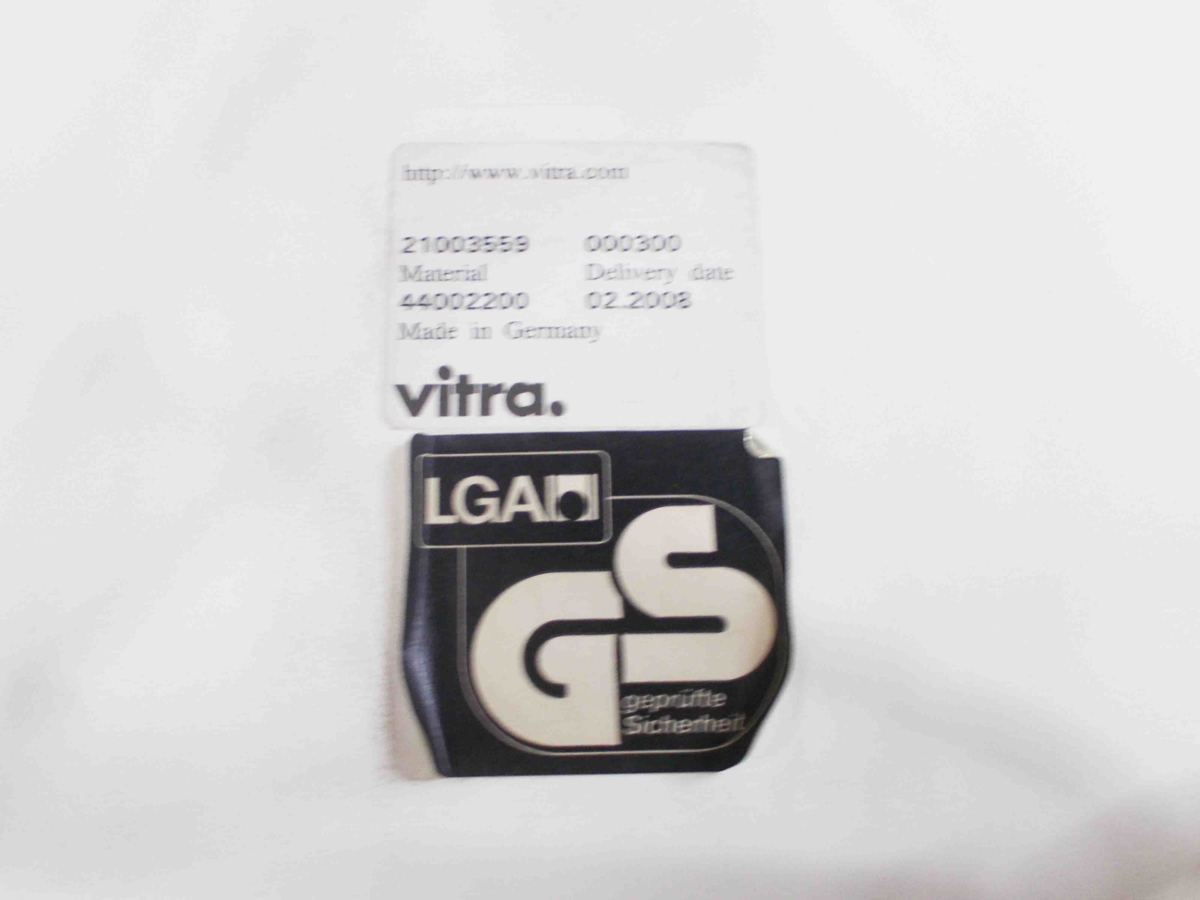 http://www.vitra.com
21003559 000300
Material Delivery date
44002200 02.2008
Made in Germany
vitra.
LGA
GS
geprüfte
Sicherheit